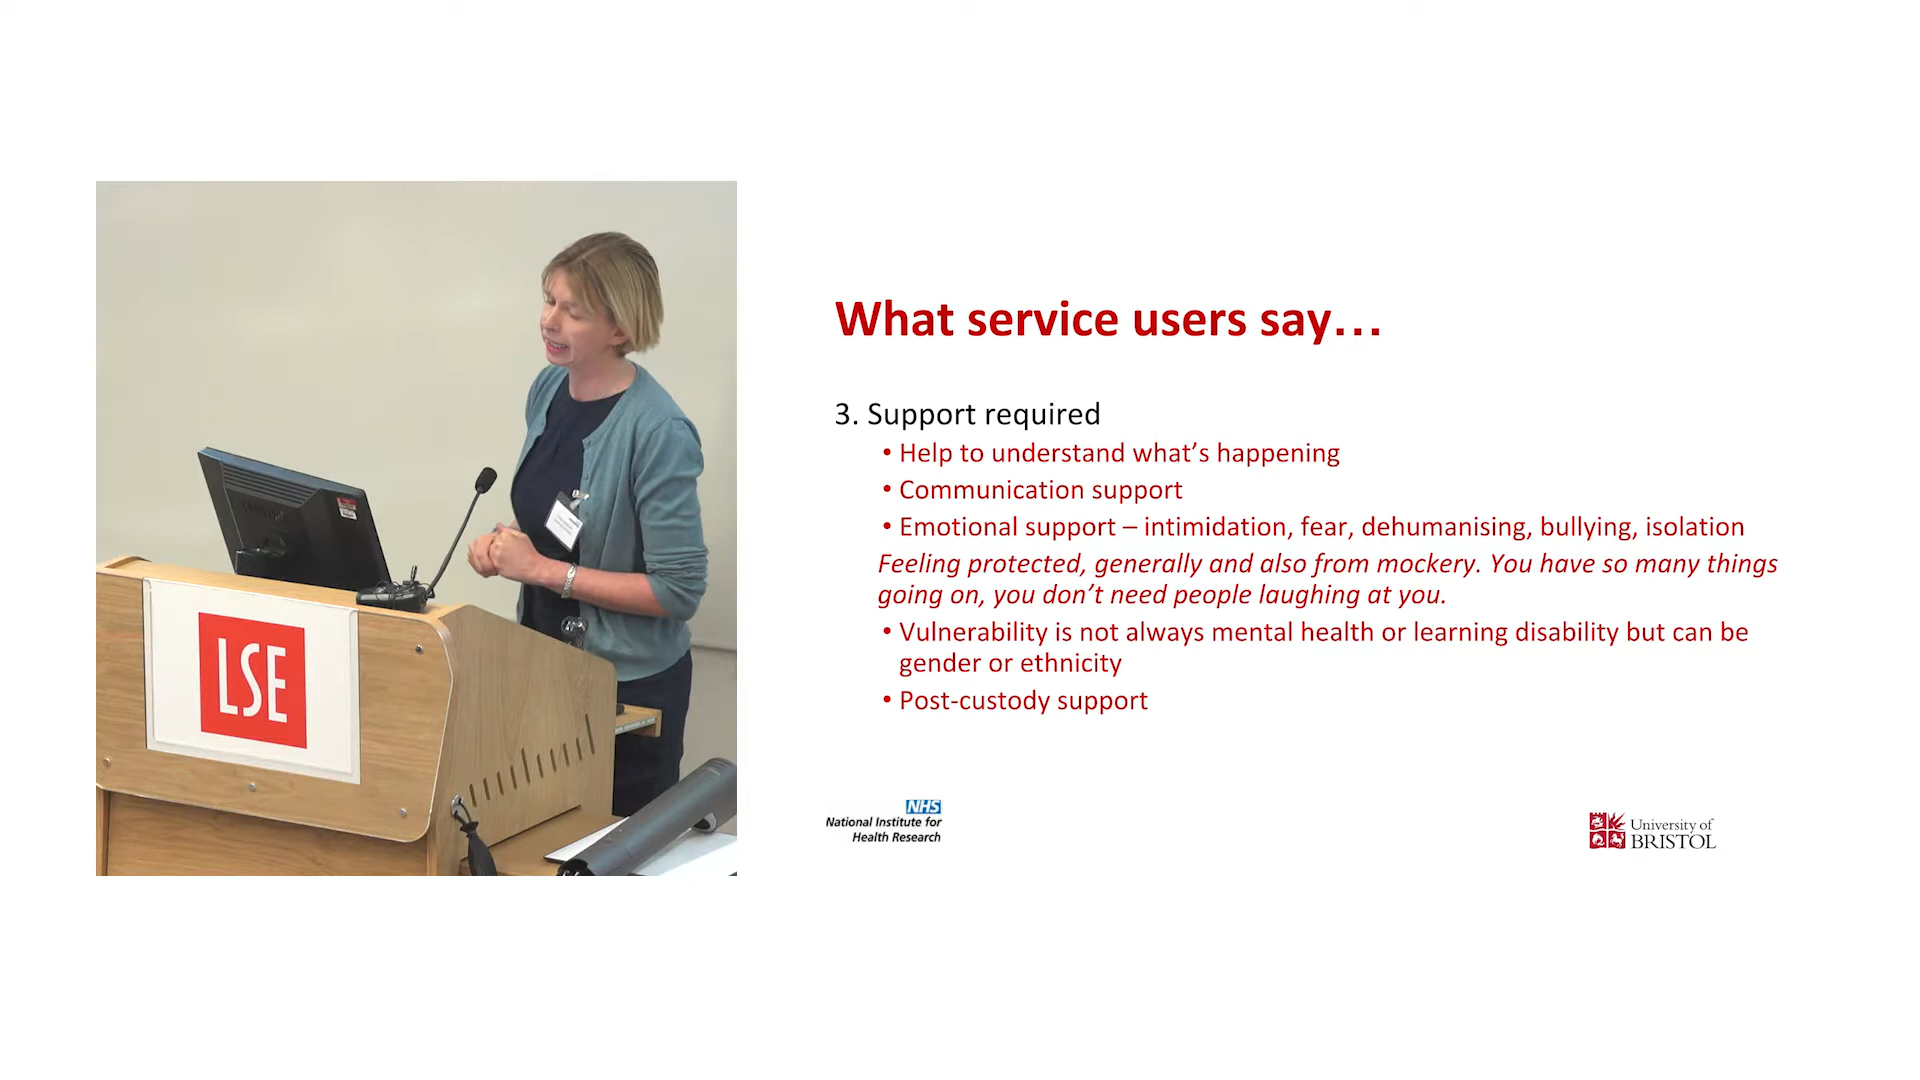 What service users say…
3. Support required
• Help to understand what’s happening
• Communication support
• Emotional support – intimidation, fear, dehumanising, bullying, isolation
Feeling protected, generally and also from mockery. You have so many things
going on, you don’t need people laughing at you.
• Vulnerability is not always mental health or learning disability but can be
gender or ethnicity
• Post-custody support
LSE
NHS
National Institute for
Health Research
University of
BRISTOL